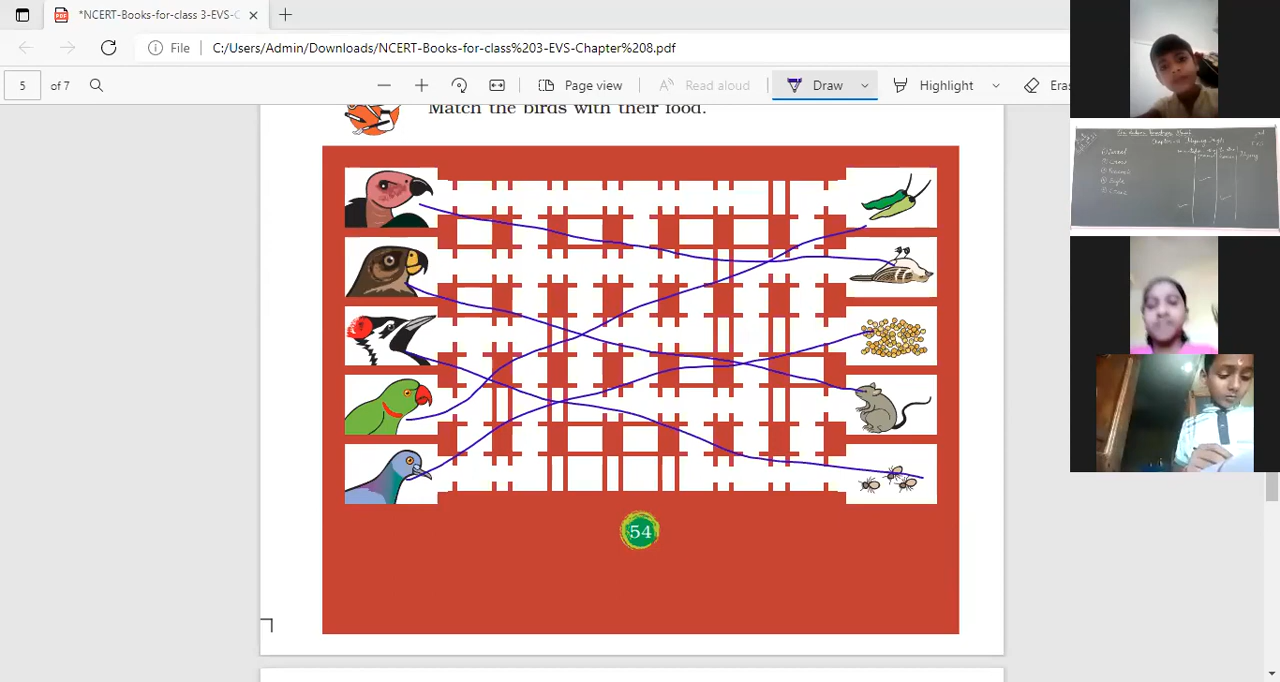 *NCERT-Books-for-class 3-EVS-C
File
C:/Users/Admin/Downloads/NCERT-Books-for-class%203-EVS-Chapter%208.pdf
5 of 7
Page view
Read aloud
Draw
Highlight
Match the birds with their food.
54